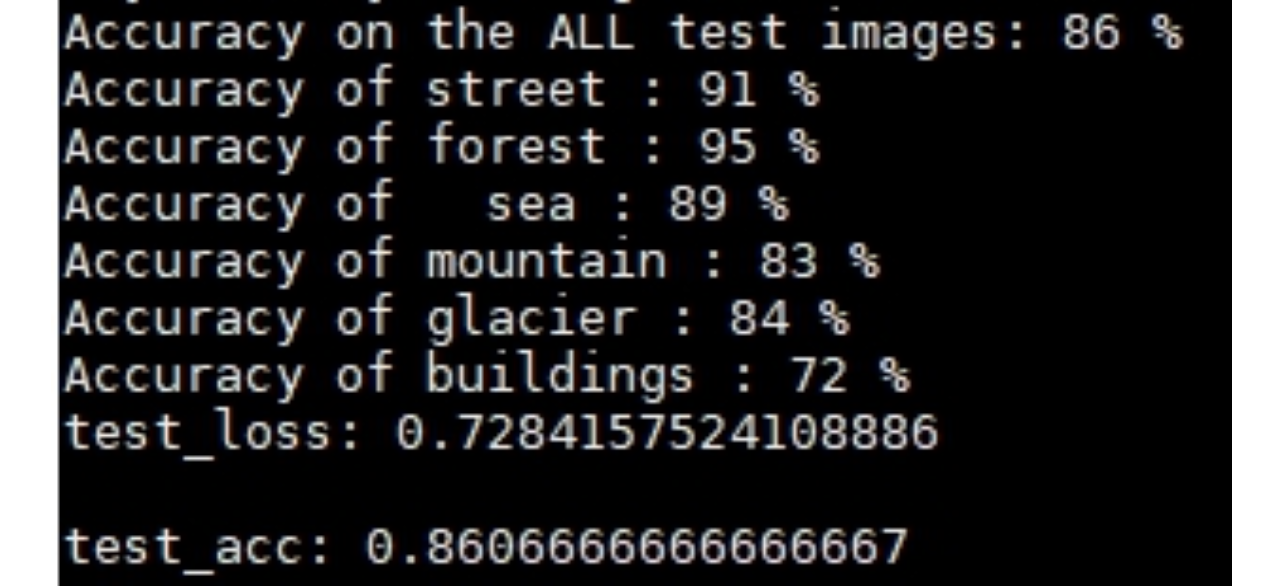 Accuracy on the ALL test images: 86 %
Accuracy of street : 91 %
Accuracy of forest : 95 %
Accuracy of   sea : 89 %
Accuracy of mountain : 83 %
Accuracy of glacier : 84 %
Accuracy of buildings : 72 %
test_loss: 0.7284157524108886
test_acc: 0.8606666666666667